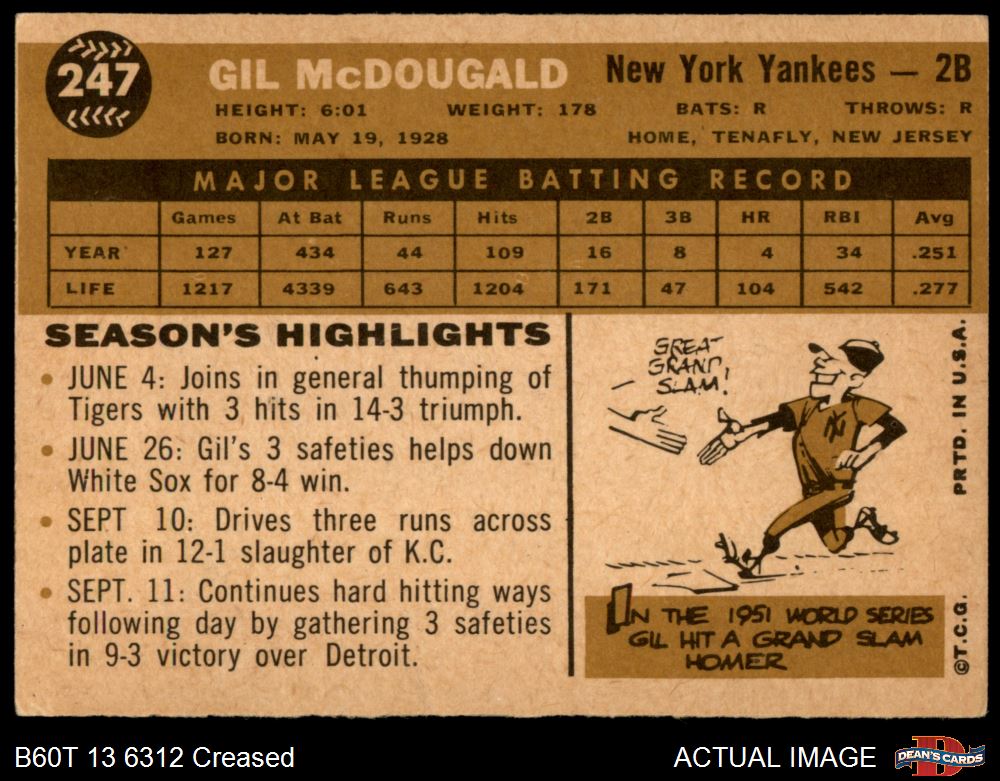 247
GIL McDOUGALD
New York Yankees — 2B
HEIGHT: 6:01 WEIGHT: 178 BATS: R THROWS: R
BORN: MAY 19, 1928 HOME, TENAFLY, NEW JERSEY
MAJOR LEAGUE BATTING RECORD
Games At Bat Runs Hits 2B 3B HR RBI Avg
YEAR 127 434 44 109 16 8 4 34 .251
LIFE 1217 4339 643 1204 171 47 104 542 .277
SEASON'S HIGHLIGHTS
• JUNE 4: Joins in general thumping of
Tigers with 3 hits in 14-3 triumph.
• JUNE 26: Gil's 3 safeties helps down
White Sox for 8-4 win.
• SEPT 10: Drives three runs across
plate in 12-1 slaughter of K.C.
• SEPT. 11: Continues hard hitting ways
following day by gathering 3 safeties
in 9-3 victory over Detroit.
GREAT
GRAND
SLAM!
NY
IN THE 1951 WORLD SERIES
GIL HIT A GRAND SLAM
HOMER
PRTD. IN U.S.A.
©T.C.G.
B60T 13 6312 Creased
ACTUAL IMAGE
D
DEAN'S CARDS